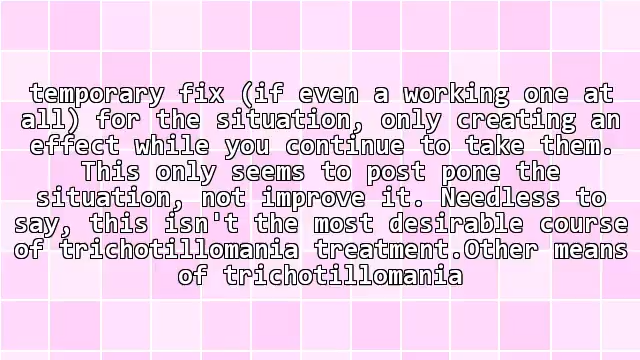 temporary fix (if even a working one at
all) for the situation, only creating an
effect while you continue to take them.
This only seems to post pone the
situation, not improve it. Needless to
say, this isn't the most desirable course
of trichotillomania treatment.Other means
of trichotillomania